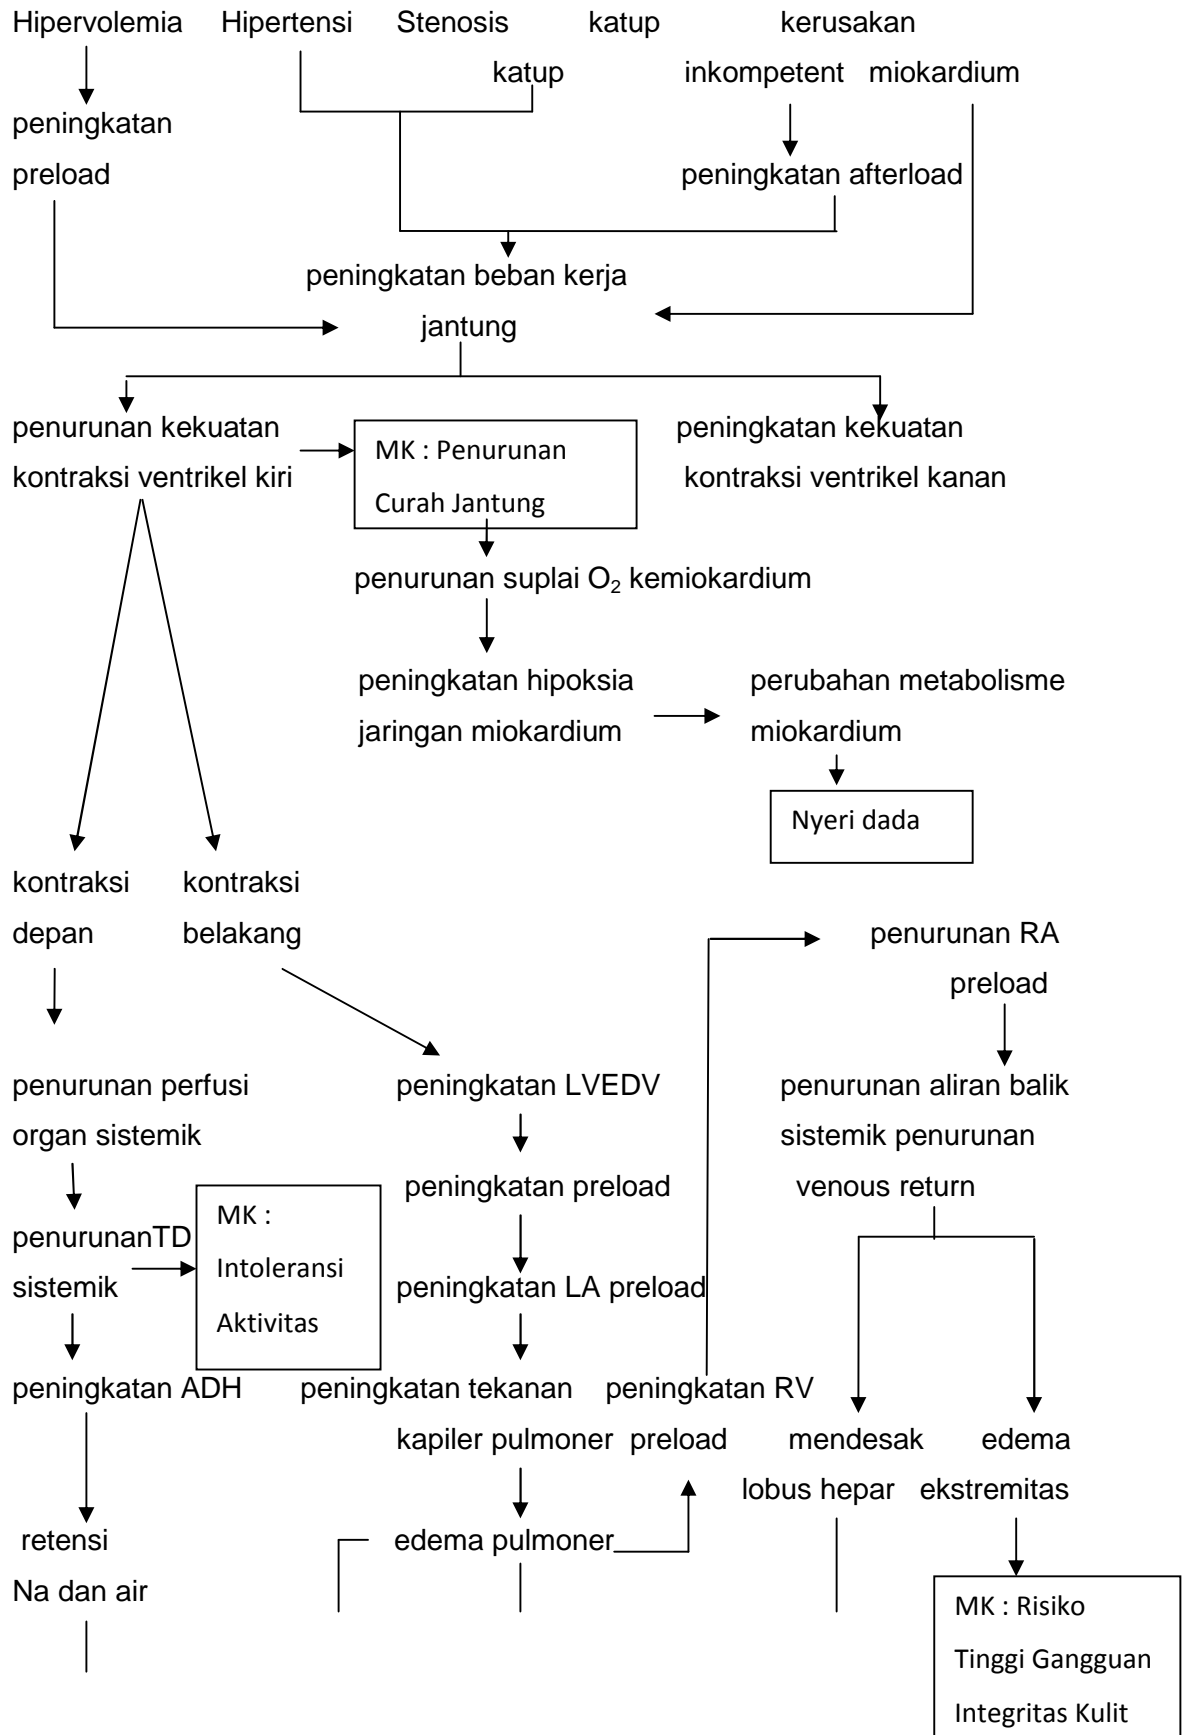 Hipervolemia Hipertensi Stenosis katup kerusakan
katup inkompetent miokardium
peningkatan
preload
peningkatan afterload
peningkatan beban kerja
jantung
penurunan kekuatan
kontraksi ventrikel kiri
MK : Penurunan
Curah Jantung
peningkatan kekuatan
kontraksi ventrikel kanan
penurunan suplai O₂ kemiokardium
peningkatan hipoksia
jaringan miokardium
perubahan metabolisme
miokardium
Nyeri dada
kontraksi
depan
kontraksi
belakang
penurunan RA
preload
penurunan perfusi
organ sistemik
peningkatan LVEDV
penurunan aliran balik
sistemik penurunan
venous return
peningkatan preload
penurunanTD
sistemik
MK :
Intoleransi
Aktivitas
peningkatan LA preload
peningkatan ADH
peningkatan tekanan
kapiler pulmoner
peningkatan RV
preload
mendesak
lobus hepar
edema
ekstremitas
retensi
Na dan air
edema pulmoner
MK : Risiko
Tinggi Gangguan
Integritas Kulit